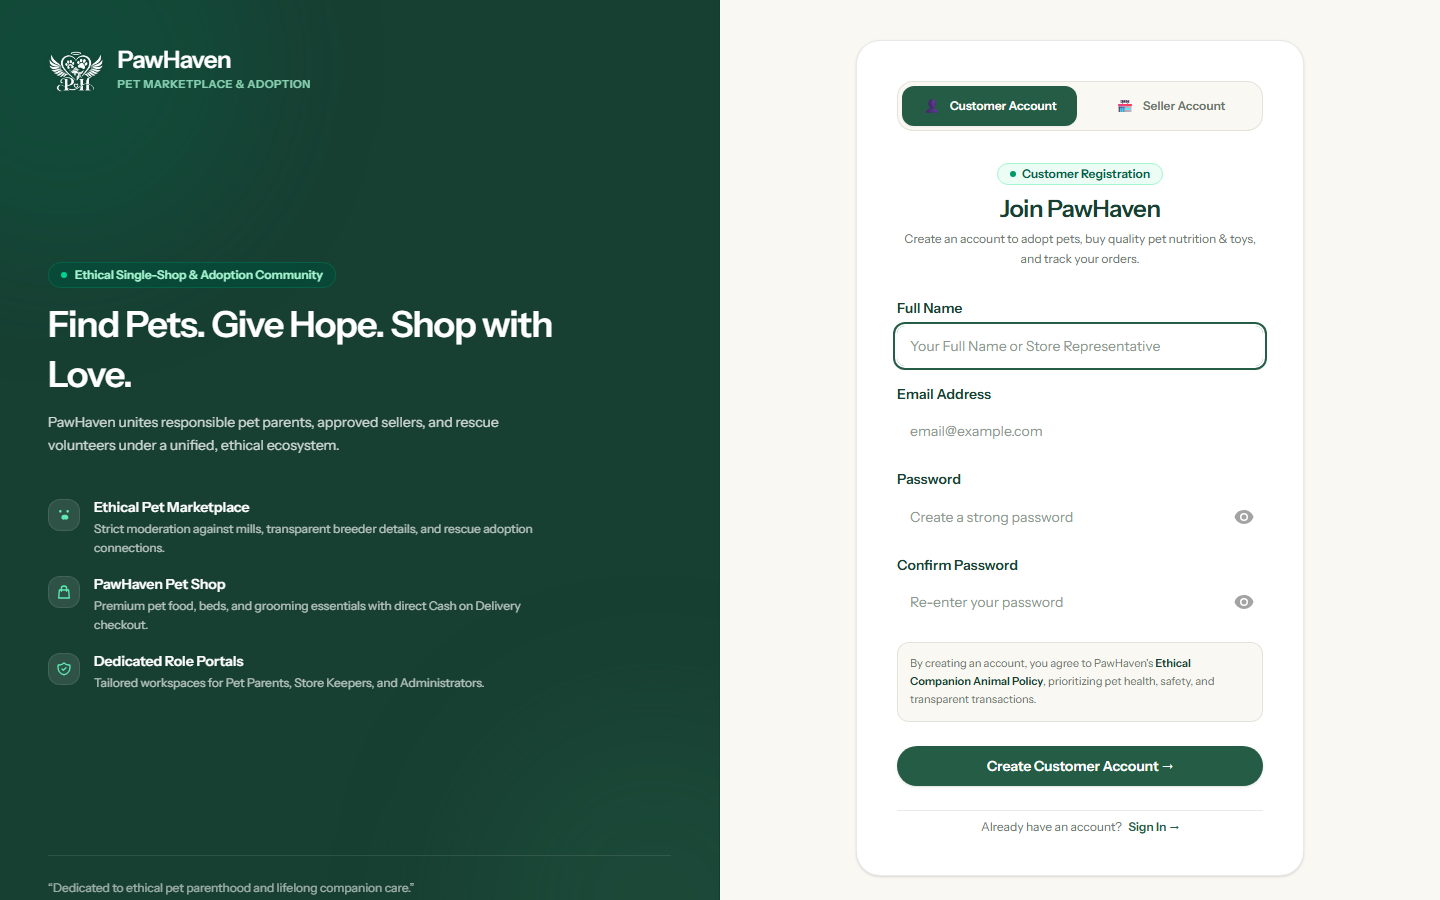 PawHaven
PET MARKETPLACE & ADOPTION
Ethical Single-Shop & Adoption Community
Find Pets. Give Hope. Shop with
Love.
PawHaven unites responsible pet parents, approved sellers, and rescue
volunteers under a unified, ethical ecosystem.
Ethical Pet Marketplace
Strict moderation against mills, transparent breeder details, and rescue adoption
connections.
PawHaven Pet Shop
Premium pet food, beds, and grooming essentials with direct Cash on Delivery
checkout.
Dedicated Role Portals
Tailored workspaces for Pet Parents, Store Keepers, and Administrators.
“Dedicated to ethical pet parenthood and lifelong companion care.”
Customer Account
Seller Account
Customer Registration
Join PawHaven
Create an account to adopt pets, buy quality pet nutrition & toys,
and track your orders.
Full Name
Your Full Name or Store Representative
Email Address
email@example.com
Password
Create a strong password
Confirm Password
Re-enter your password
By creating an account, you agree to PawHaven's Ethical
Companion Animal Policy, prioritizing pet health, safety, and
transparent transactions.
Create Customer Account →
Already have an account? Sign In →